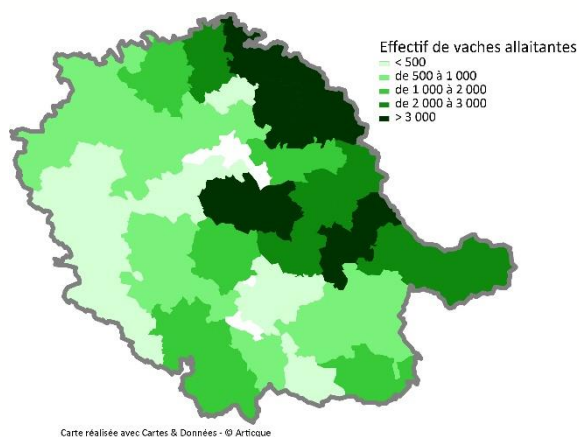 Effectif de vaches allaitantes
< 500
de 500 à 1 000
de 1 000 à 2 000
de 2 000 à 3 000
> 3 000
Carte réalisée avec Cartes & Données - © Articque